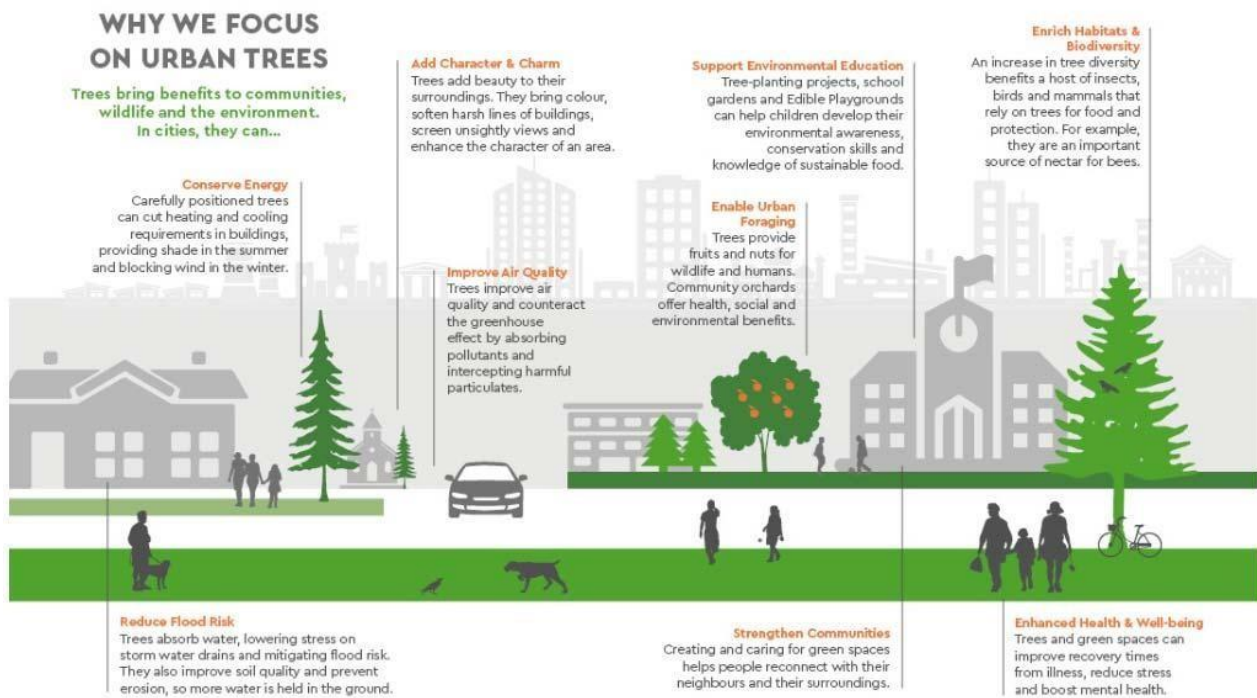 WHY WE FOCUS
ON URBAN TREES
Trees bring benefits to communities,
wildlife and the environment.
In cities, they can...
Conserve Energy
Carefully positioned trees
can cut heating and cooling
requirements in buildings,
providing shade in the summer
and blocking wind in the winter.
Add Character & Charm
Trees add beauty to their
surroundings. They bring colour,
soften harsh lines of buildings,
screen unsightly views and
enhance the character of an area.
Improve Air Quality
Trees improve air
quality and counteract
the greenhouse
effect by absorbing
pollutants and
intercepting harmful
particulates.
Support Environmental Education
Tree-planting projects, school
gardens and Edible Playgrounds
can help children develop their
environmental awareness,
conservation skills and
knowledge of sustainable food.
Enable Urban
Foraging
Trees provide
fruits and nuts for
wildlife and humans.
Community orchards
offer health, social and
environmental benefits.
Enrich Habitats &
Biodiversity
An increase in tree diversity
benefits a host of insects,
birds and mammals that
rely on trees for food and
protection. For example,
they are an important
source of nectar for bees.
Reduce Flood Risk
Trees absorb water, lowering stress on
storm water drains and mitigating flood risk.
They also improve soil quality and prevent
erosion, so more water is held in the ground.
Strengthen Communities
Creating and caring for green spaces
helps people reconnect with their
neighbours and their surroundings.
Enhanced Health & Well-being
Trees and green spaces can
improve recovery times
from illness, reduce stress
and boost mental health.